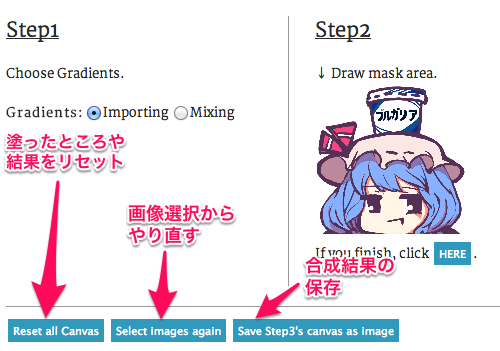 Step1
Choose Gradients.
Gradients: Importing Mixing
塗ったところや
結果をリセット
画像選択から
やり直す
Step2
↓ Draw mask area.
ブルガリア
If you finish, click HERE .
合成結果の
保存
Reset all Canvas
Select images again
Save Step3's canvas as image